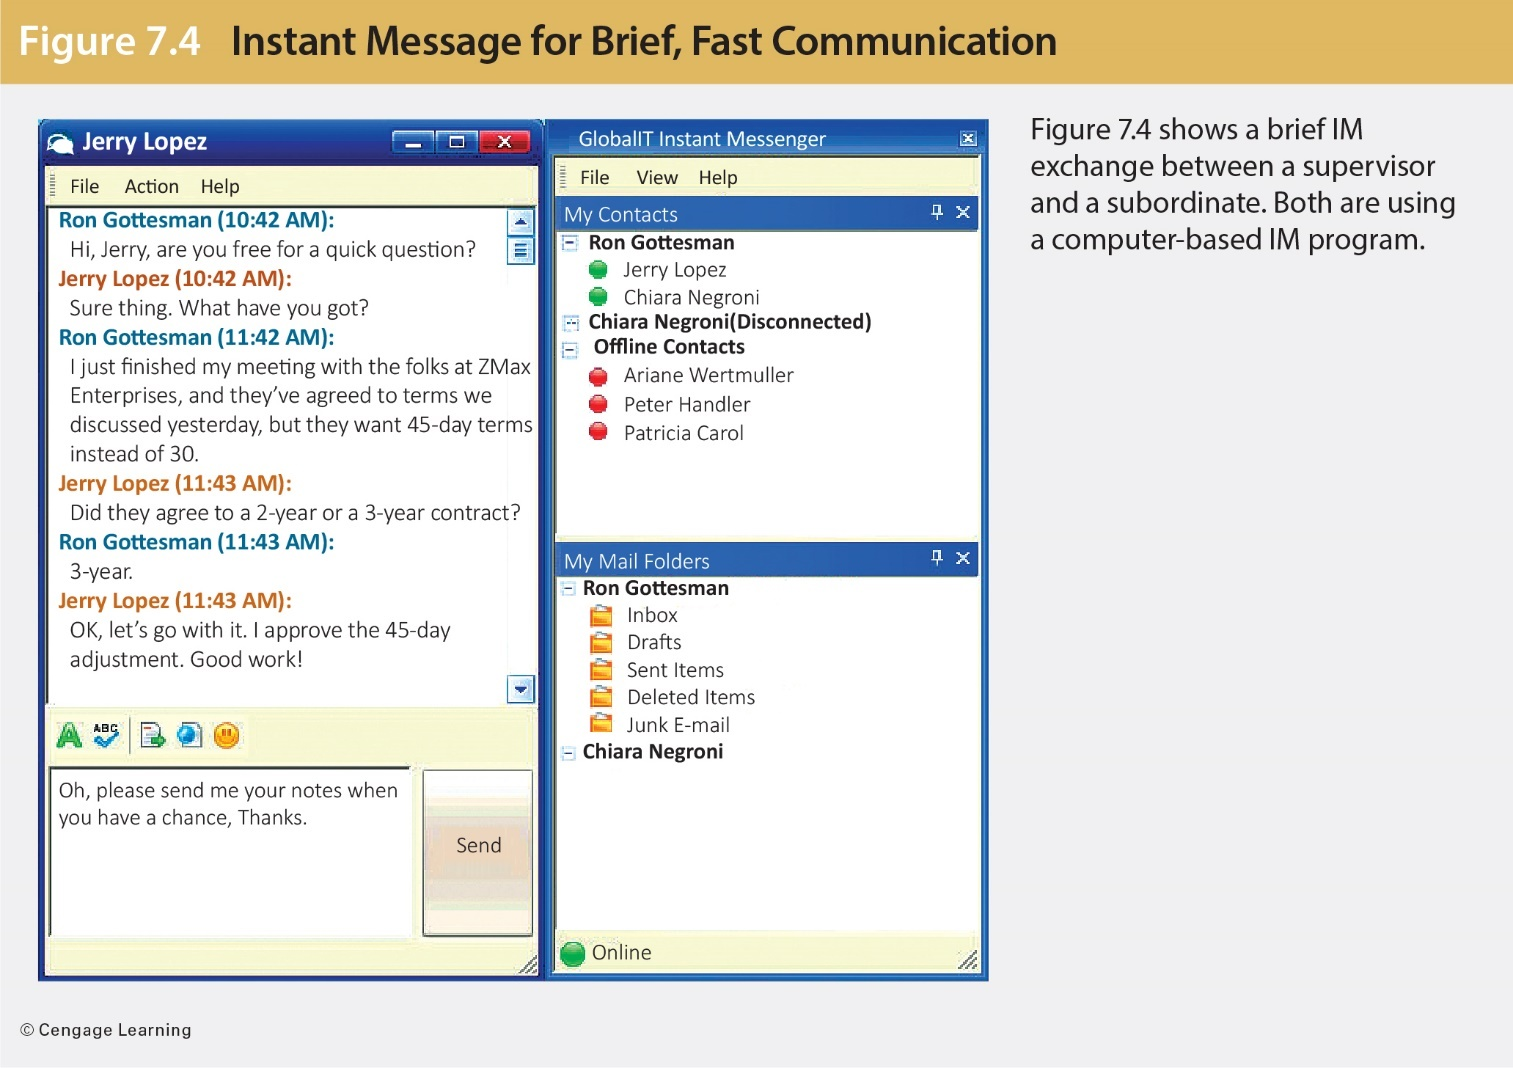 Figure 7.4 Instant Message for Brief, Fast Communication
Jerry Lopez
File Action Help
Ron Gottesman (10:42 AM):
Hi, Jerry, are you free for a quick question?
Jerry Lopez (10:42 AM):
Sure thing. What have you got?
Ron Gottesman (11:42 AM):
I just finished my meeting with the folks at ZMax
Enterprises, and they've agreed to terms we
discussed yesterday, but they want 45-day terms
instead of 30.
Jerry Lopez (11:43 AM):
Did they agree to a 2-year or a 3-year contract?
Ron Gottesman (11:43 AM):
3-year.
Jerry Lopez (11:43 AM):
OK, let's go with it. I approve the 45-day
adjustment. Good work!
ABC
Oh, please send me your notes when
you have a chance, Thanks.
Send
GlobalIT Instant Messenger
File View Help
My Contacts
Ron Gottesman
Jerry Lopez
Chiara Negroni
Chiara Negroni(Disconnected)
Offline Contacts
Ariane Wertmuller
Peter Handler
Patricia Carol
My Mail Folders
Ron Gottesman
Inbox
Drafts
Sent Items
Deleted Items
Junk E-mail
Chiara Negroni
Online
Figure 7.4 shows a brief IM
exchange between a supervisor
and a subordinate. Both are using
a computer-based IM program.
© Cengage Learning